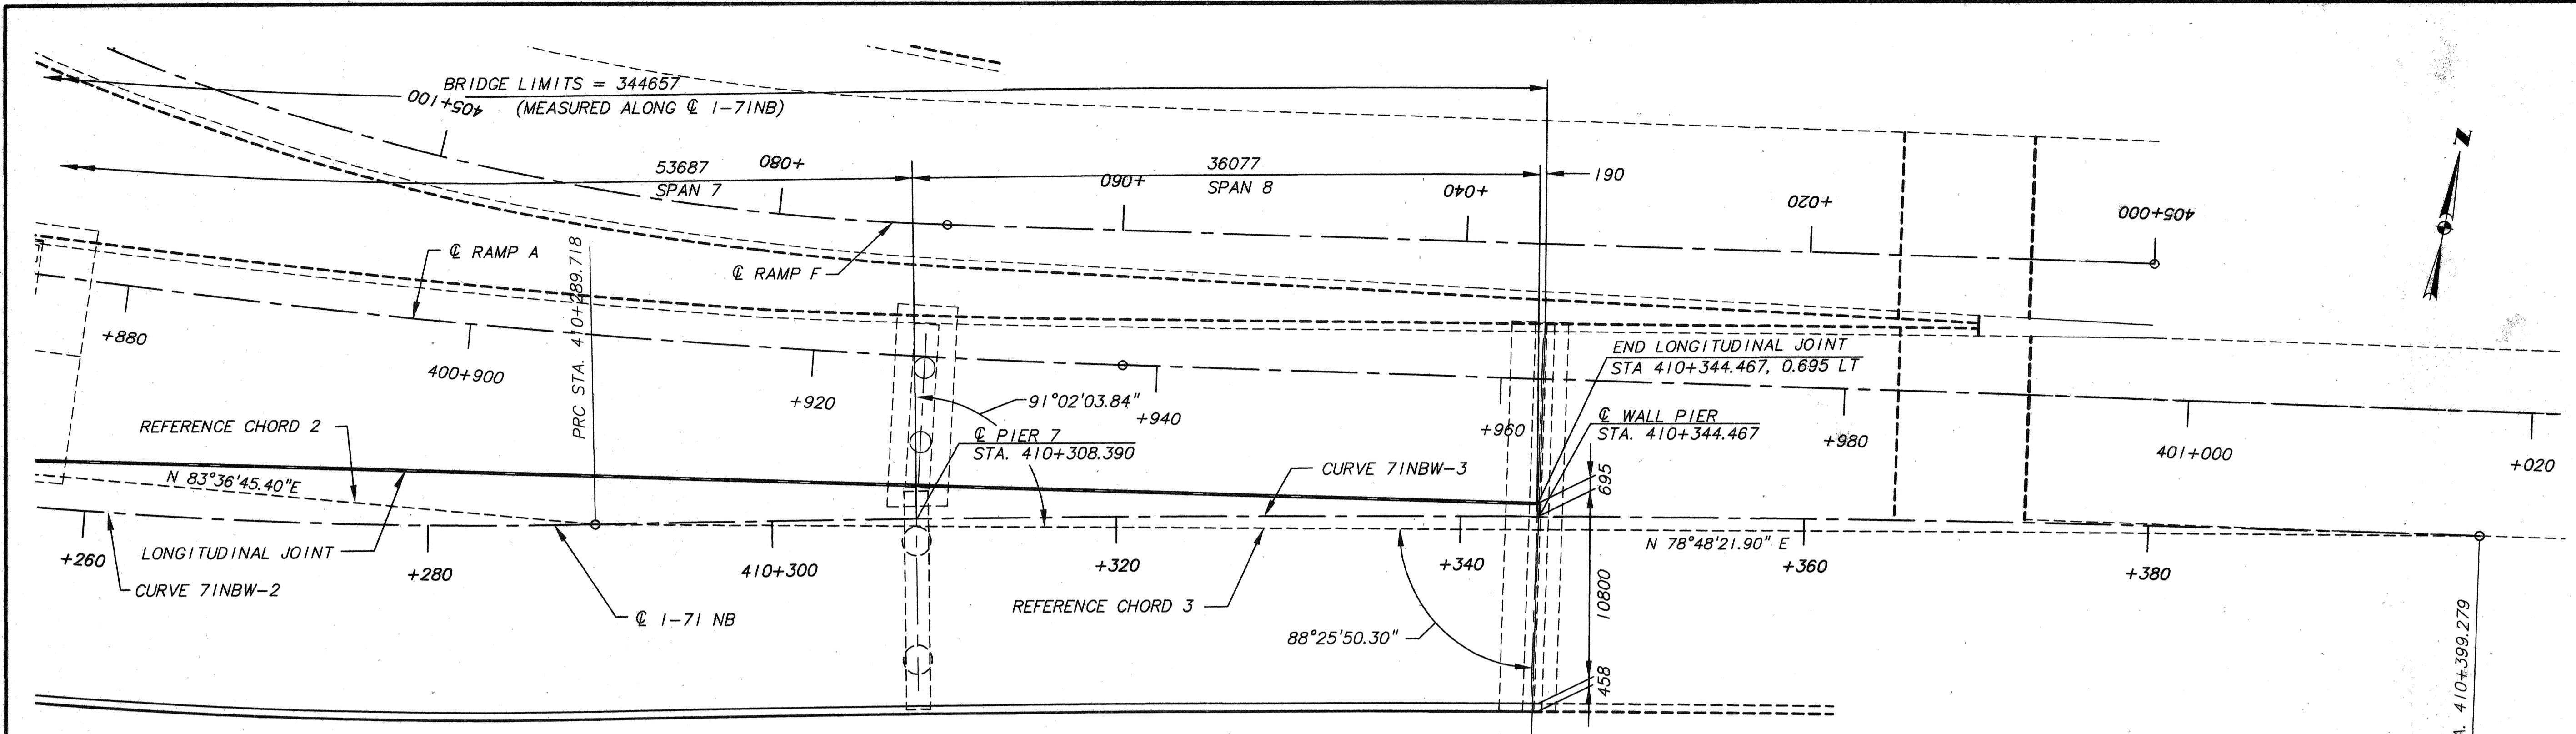 BRIDGE LIMITS = 344657
(MEASURED ALONG ℄ I-71NB)
405+100
53687
SPAN 7
+080
36077
SPAN 8
+060
+040
190
+020
405+000
N
℄ RAMP A
℄ RAMP F
PRC STA. 410+289.718
+880
400+900
+920
91°02'03.84"
+940
END LONGITUDINAL JOINT
STA 410+344.467, 0.695 LT
+960
℄ WALL PIER
STA. 410+344.467
+980
401+000
+020
REFERENCE CHORD 2
℄ PIER 7
STA. 410+308.390
CURVE 71NBW-3
695
N 83°36'45.40"E
+260
LONGITUDINAL JOINT
CURVE 71NBW-2
+280
℄ I-71 NB
410+300
+320
REFERENCE CHORD 3
+340
N 78°48'21.90" E
+360
+380
10800
88°25'50.30"
458
A. 410+399.279